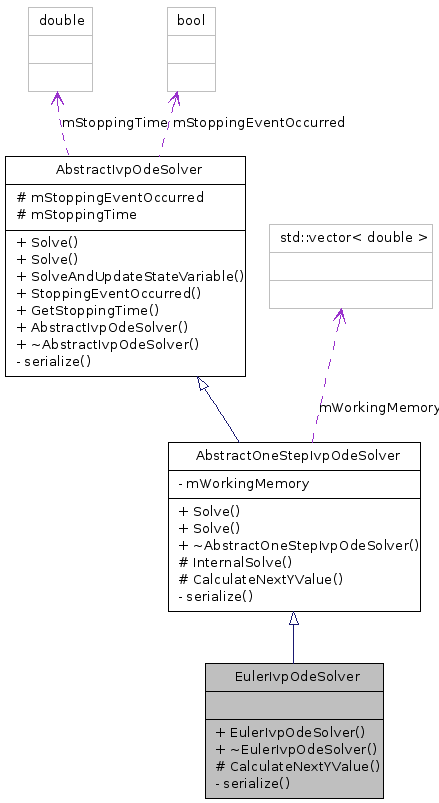 double
bool
mStoppingTime
mStoppingEventOccurred
AbstractIvpOdeSolver
# mStoppingEventOccurred
# mStoppingTime
+ Solve()
+ Solve()
+ SolveAndUpdateStateVariable()
+ StoppingEventOccurred()
+ GetStoppingTime()
+ AbstractIvpOdeSolver()
+ ~AbstractIvpOdeSolver()
- serialize()
std::vector< double >
mWorkingMemory
AbstractOneStepIvpOdeSolver
- mWorkingMemory
+ Solve()
+ Solve()
+ ~AbstractOneStepIvpOdeSolver()
# InternalSolve()
# CalculateNextYValue()
- serialize()
EulerIvpOdeSolver
+ EulerIvpOdeSolver()
+ ~EulerIvpOdeSolver()
# CalculateNextYValue()
- serialize()